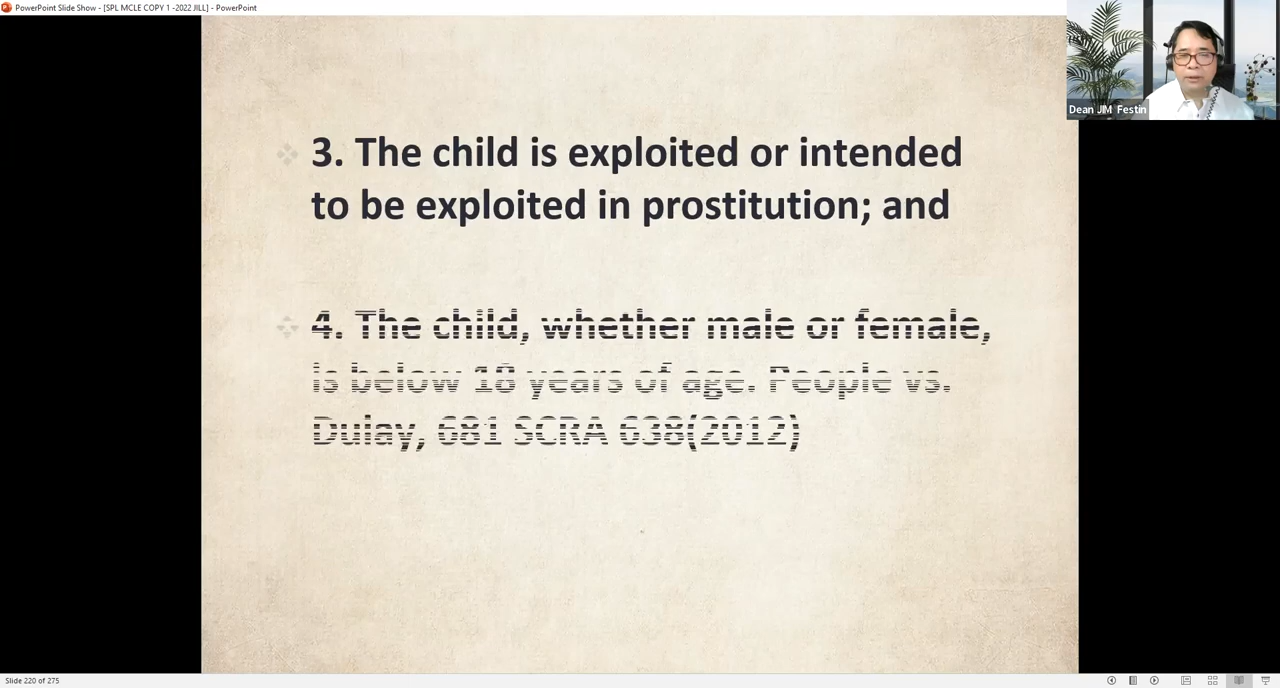 PowerPoint Slide Show - [SPL MCLE COPY 1 -2022 JILL] - PowerPoint
Dean JIM Festin
3. The child is exploited or intended
to be exploited in prostitution; and
4. The child, whether male or female,
is below 18 years of age. People vs.
Dulay, 681 SCRA 638(2012)
Slide 220 of 275